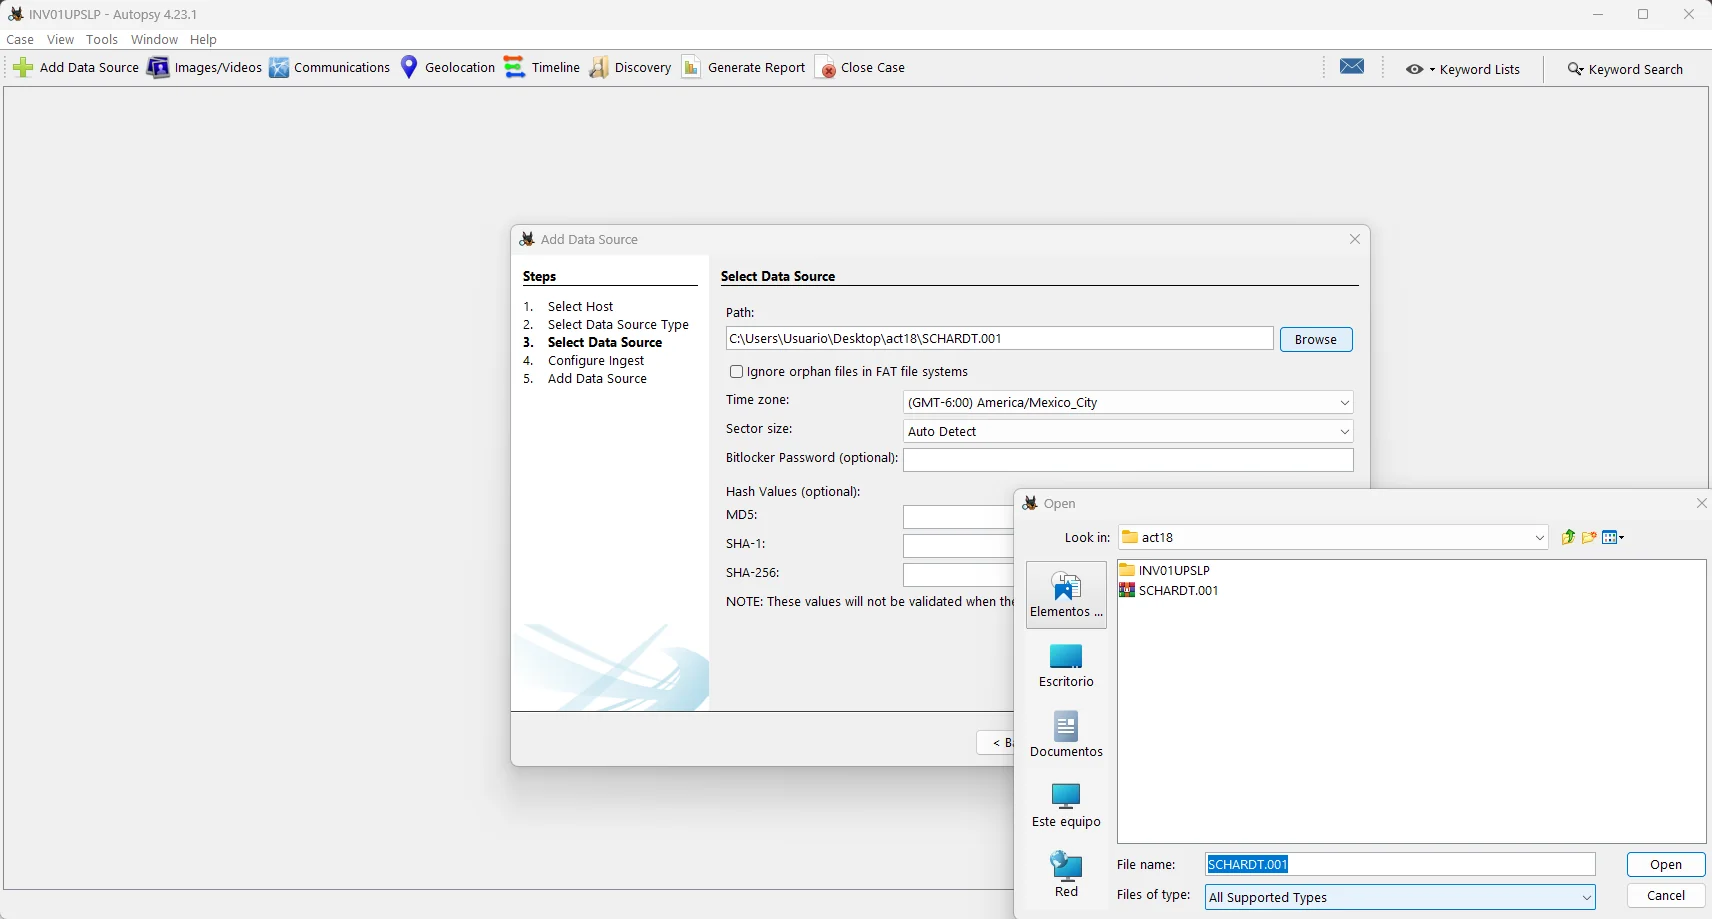 INV01UPSLP - Autopsy 4.23.1
Case View Tools Window Help
Add Data Source Images/Videos Communications Geolocation Timeline Discovery Generate Report Close Case Keyword Lists Keyword Search
Add Data Source
Steps
1. Select Host
2. Select Data Source Type
3. Select Data Source
4. Configure Ingest
5. Add Data Source
Select Data Source
Path:
C:\Users\Usuario\Desktop\act18\SCHARDT.001 Browse
Ignore orphan files in FAT file systems
Time zone: (GMT-6:00) America/Mexico_City
Sector size: Auto Detect
Bitlocker Password (optional):
Hash Values (optional):
MD5:
SHA-1:
SHA-256:
NOTE: These values will not be validated when the
< Ba
Open
Look in: act18
INV01UPSLP
SCHARDT.001
Elementos ...
Escritorio
Documentos
Este equipo
Red
File name: SCHARDT.001 Open
Files of type: All Supported Types Cancel